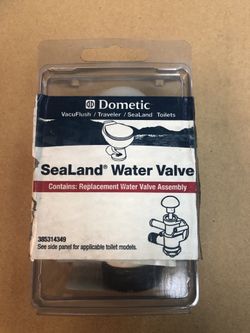 Dometic
VacuFlush / Traveler / SeaLand Toilets
SeaLand® Water Valve
Contains: Replacement Water Valve Assembly
385314349
See side panel for applicable toilet models.